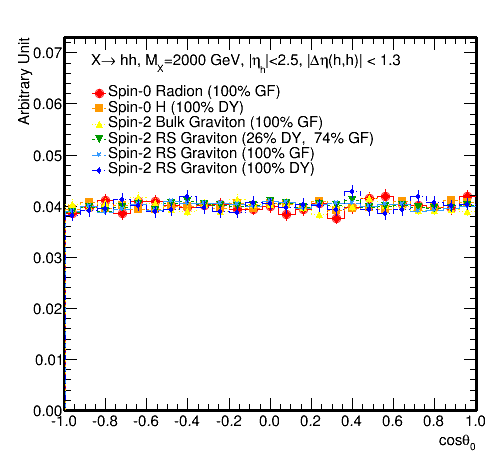 Arbitrary Unit
X→ hh, M_X=2000 GeV, |η_h|<2.5, |Δη(h,h)| < 1.3
Spin-0 Radion (100% GF)
Spin-0 H (100% DY)
Spin-2 Bulk Graviton (100% GF)
Spin-2 RS Graviton (26% DY, 74% GF)
Spin-2 RS Graviton (100% GF)
Spin-2 RS Graviton (100% DY)
0.07
0.06
0.05
0.04
0.03
0.02
0.01
0.00
-1.0 -0.8 -0.6 -0.4 -0.2 0.0 0.2 0.4 0.6 0.8 1.0
cosθ_0